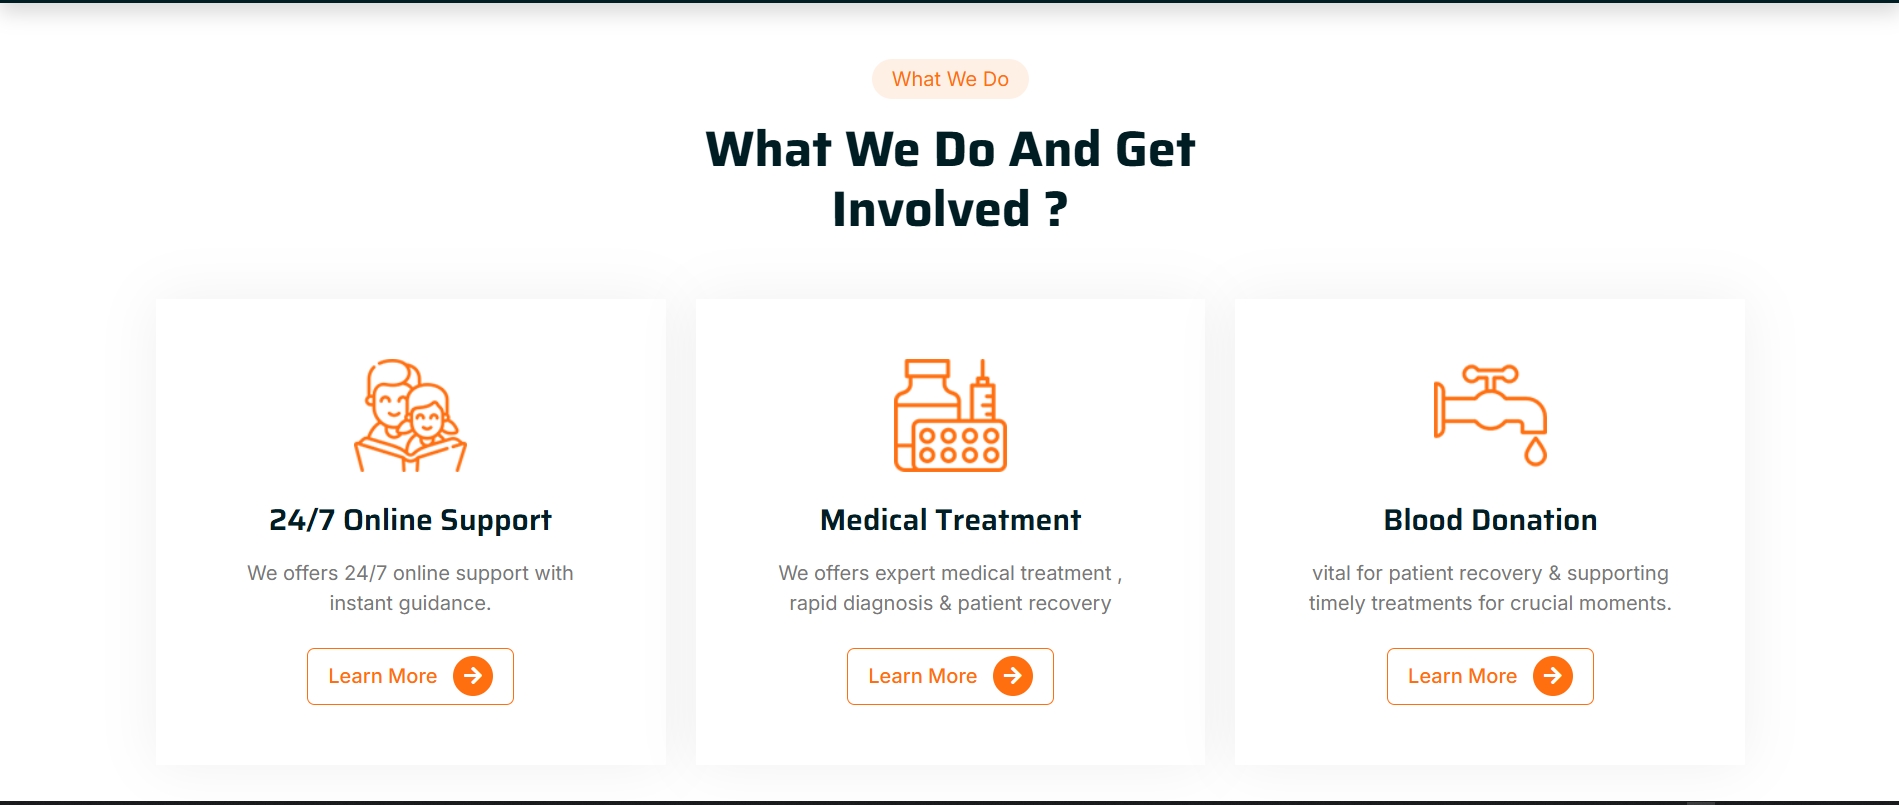 What We Do
What We Do And Get
Involved ?
24/7 Online Support
We offers 24/7 online support with
instant guidance.
Learn More
Medical Treatment
We offers expert medical treatment ,
rapid diagnosis & patient recovery
Learn More
Blood Donation
vital for patient recovery & supporting
timely treatments for crucial moments.
Learn More